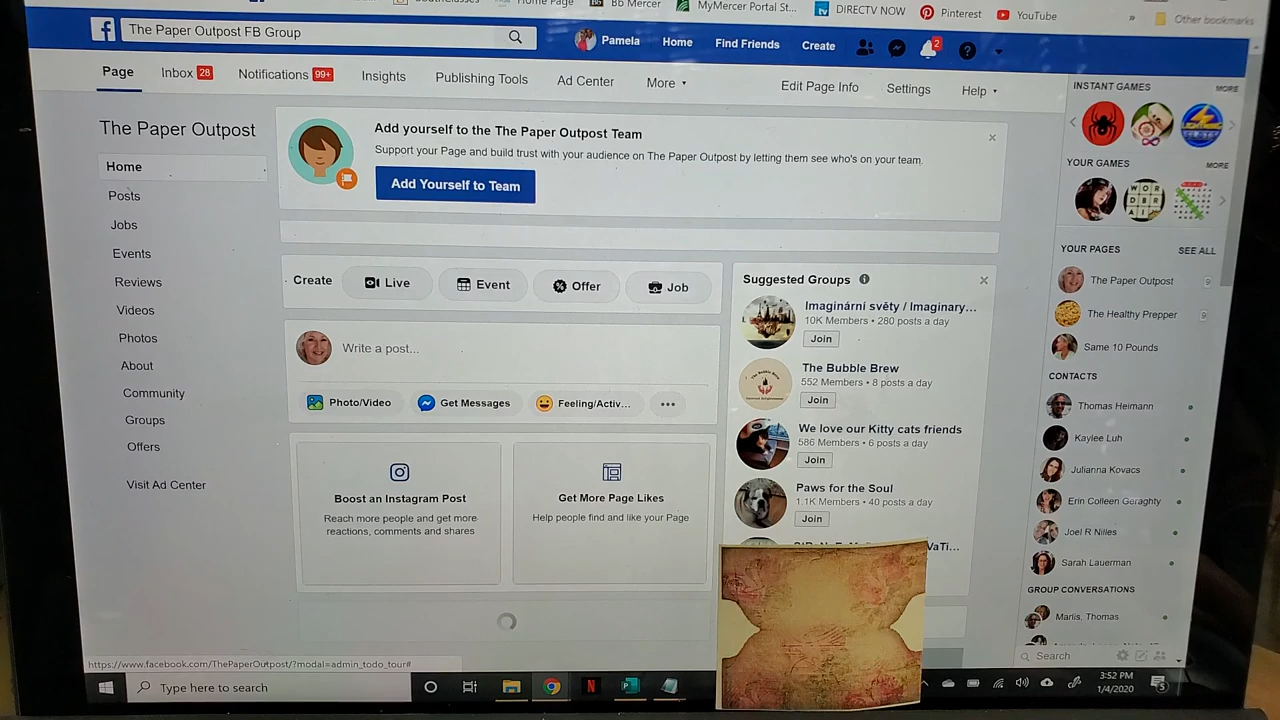 Home Page
Bb Mercer
MyMercer Portal St...
DIRECTV NOW
Pinterest
YouTube
»
Other bookmarks
The Paper Outpost FB Group
Pamela
Home
Find Friends
Create
2
Page
Inbox 28
Notifications 99+
Insights
Publishing Tools
Ad Center
More
Edit Page Info
Settings
Help
INSTANT GAMES
MORE
The Paper Outpost
Home
Posts
Jobs
Events
Reviews
Videos
Photos
About
Community
Groups
Offers
Visit Ad Center
Add yourself to the The Paper Outpost Team
Support your Page and build trust with your audience on The Paper Outpost by letting them see who's on your team.
Add Yourself to Team
Create
Live
Event
Offer
Job
Write a post...
Photo/Video
Get Messages
Feeling/Activ...
Boost an Instagram Post
Reach more people and get more
reactions, comments and shares
Get More Page Likes
Help people find and like your Page
Suggested Groups
Imaginární světy / Imaginary...
10K Members • 280 posts a day
Join
The Bubble Brew
552 Members • 8 posts a day
Join
We love our Kitty cats friends
586 Members • 6 posts a day
Join
Paws for the Soul
1.1K Members • 40 posts a day
Join
YOUR GAMES
MORE
YOUR PAGES
SEE ALL
The Paper Outpost 9
The Healthy Prepper 9
Same 10 Pounds
CONTACTS
Thomas Heimann
Kaylee Luh
Julianna Kovacs
Erin Colleen Geraghty
Joel R Nilles
Sarah Lauerman
GROUP CONVERSATIONS
Marlis, Thomas
Search
https://www.facebook.com/ThePaperOutpost/?modal=admin_todo_tour#
Type here to search
3:52 PM
1/4/2020
5